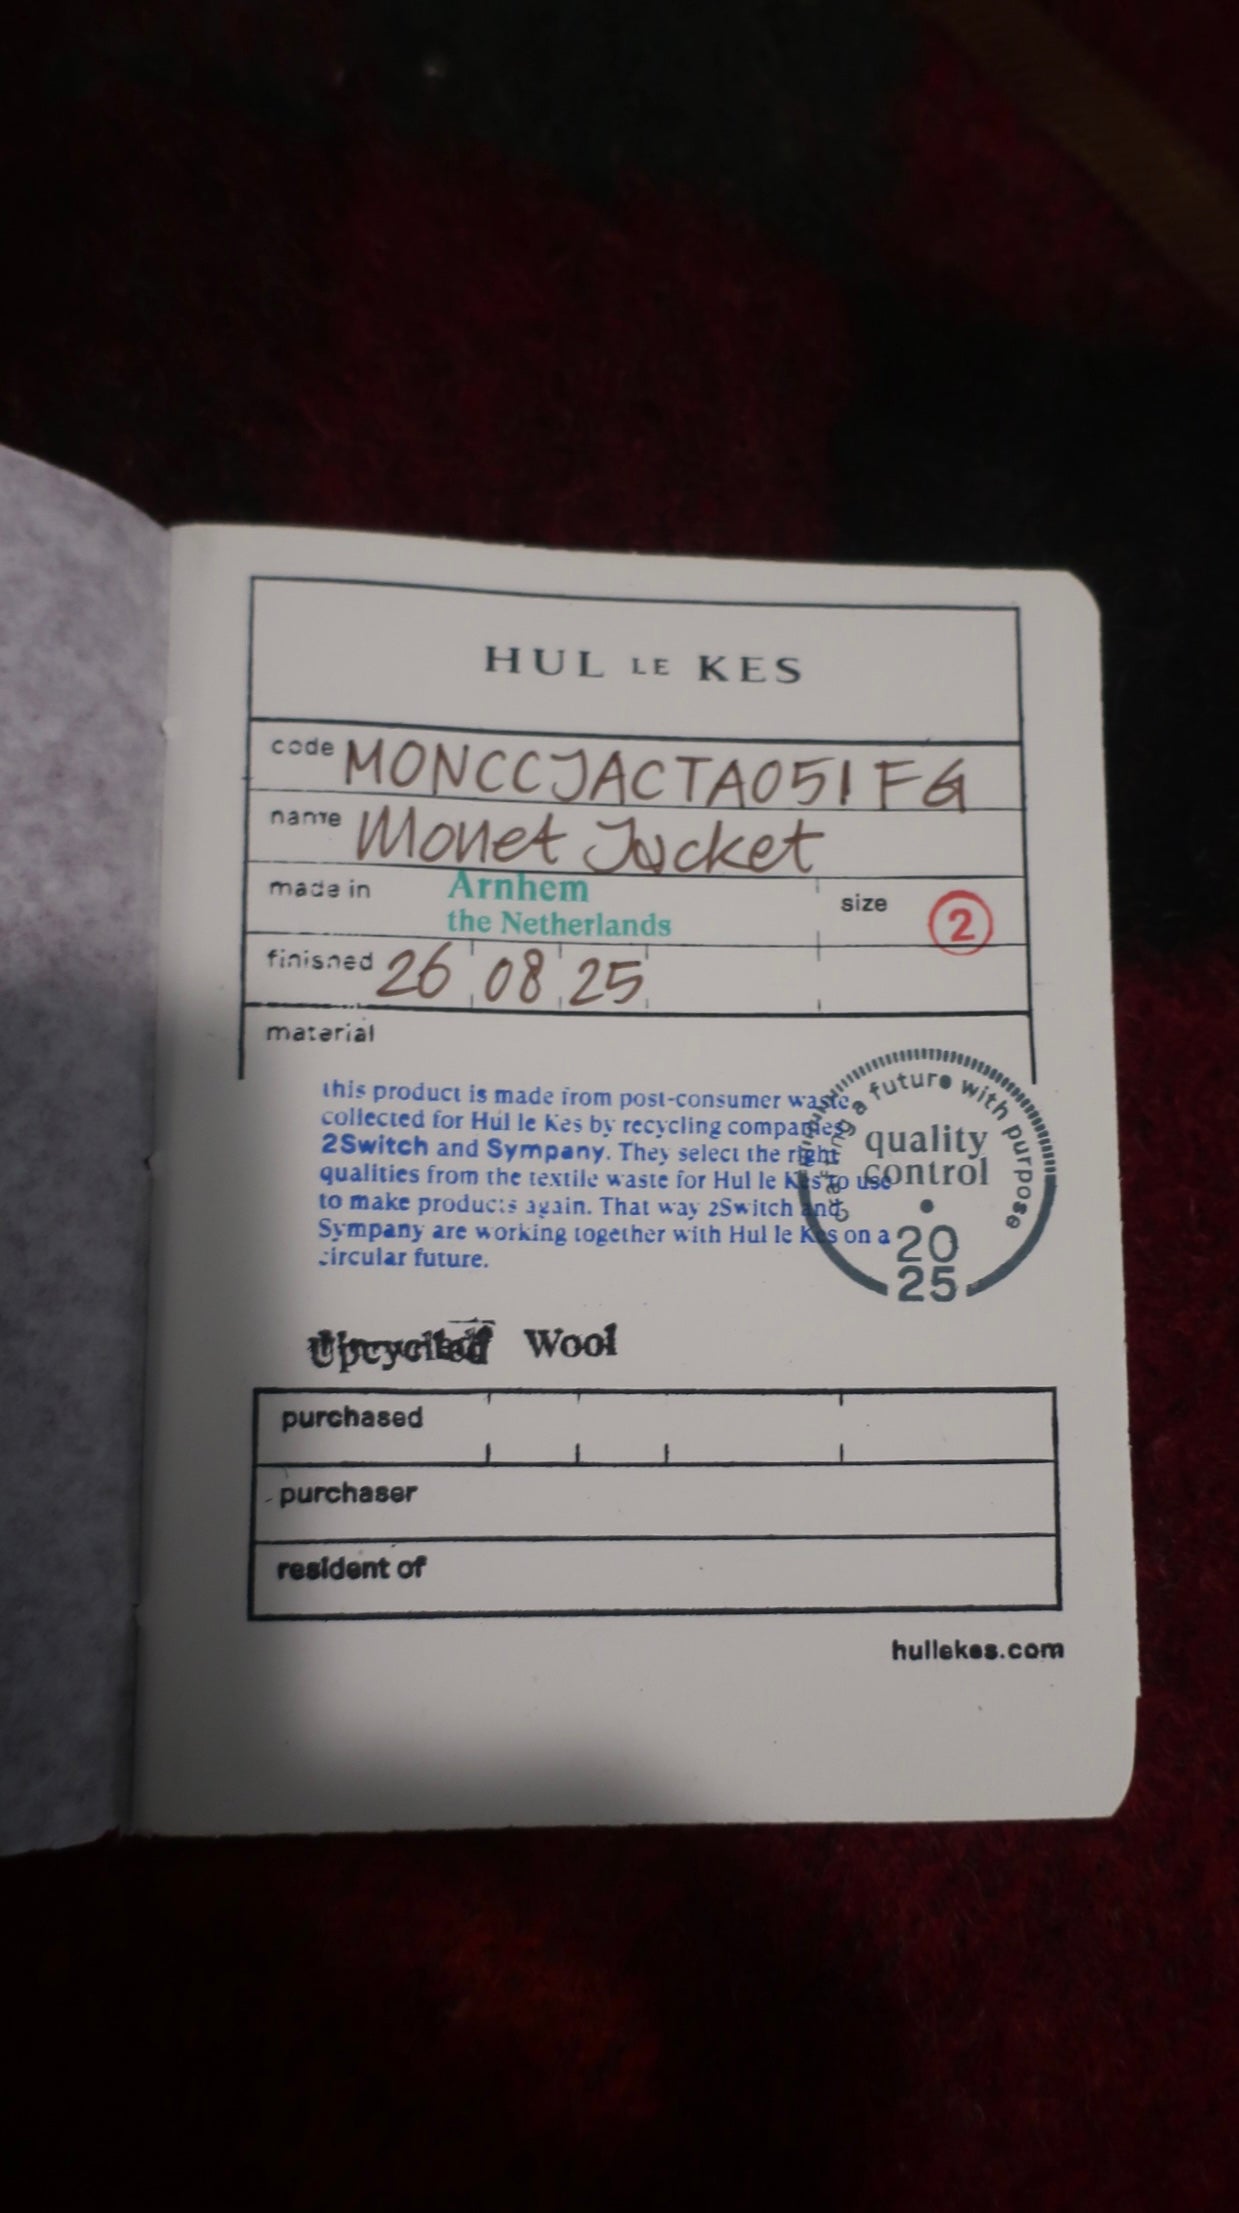 HUL LE KES
code MONCCJACTA051FG
name Monet Jacket
made in Arnhem
the Netherlands
size 2
finished 26 08 25
material
this product is made from post-consumer waste
collected for Hul le Kes by recycling companies
2Switch and Sympany. They select the right
qualities from the textile waste for Hul le Kes to use
to make products again. That way 2Switch and
Sympany are working together with Hul le Kes on a
circular future.
crafting a future with purpose
quality
control
20
25
Upcycled Wool
purchased
purchaser
resident of
hullekes.com